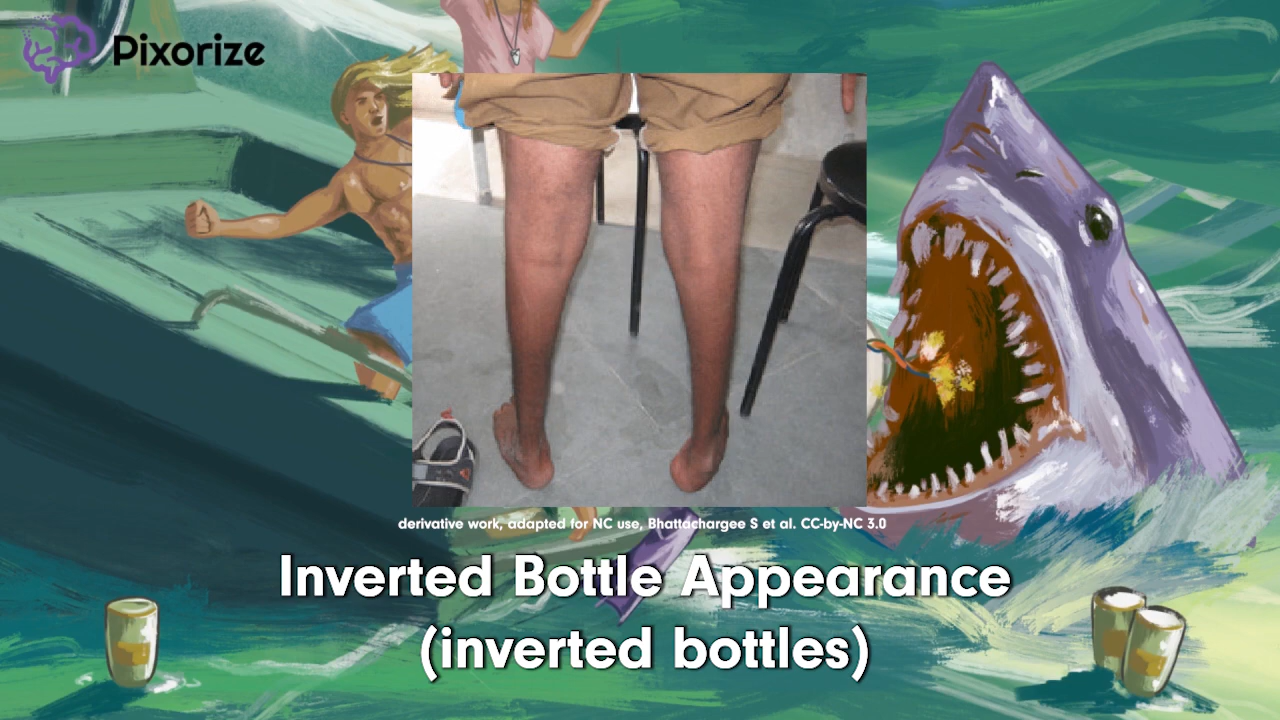 Pixorize
derivative work, adapted for NC use, Bhattachargee S et al. CC-by-NC 3.0
Inverted Bottle Appearance
(inverted bottles)